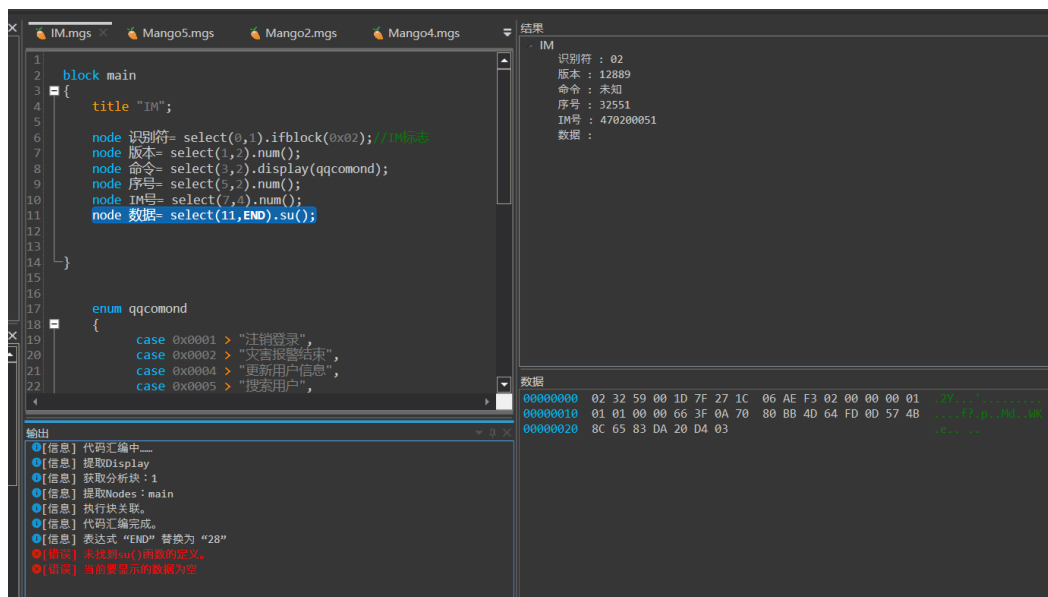 IM.mgs
Mango5.mgs
Mango2.mgs
Mango4.mgs
1
2 block main
3 {
4 title "IM";
5
6 node 识别符= select(0,1).ifblock(0x02);//IM标志
7 node 版本= select(1,2).num();
8 node 命令= select(3,2).display(qqcomond);
9 node 序号= select(5,2).num();
10 node IM号= select(7,4).num();
11 node 数据= select(11,END).su();
12
13
14 }
15
16
17 enum qqcomond
18 {
19 case 0x0001 > "注销登录",
20 case 0x0002 > "灾害报警结束",
21 case 0x0004 > "更新用户信息",
22 case 0x0005 > "搜索用户",
输出
[信息] 代码汇编中……
[信息] 提取Display
[信息] 获取分析块：1
[信息] 提取Nodes：main
[信息] 执行块关联。
[信息] 代码汇编完成。
[信息] 表达式 “END” 替换为 “28”
[错误] 未找到su()函数的定义。
[错误] 当前要显示的数据为空
结果
IM
识别符 : 02
版本 : 12889
命令 : 未知
序号 : 32551
IM号 : 470200051
数据 :
数据
00000000 02 32 59 00 1D 7F 27 1C 06 AE F3 02 00 00 00 01 .2Y...'.........
00000010 01 01 00 00 66 3F 0A 70 80 BB 4D 64 FD 0D 57 4B ....f?.p..Md..WK
00000020 8C 65 83 DA 20 D4 03 .e.. ..